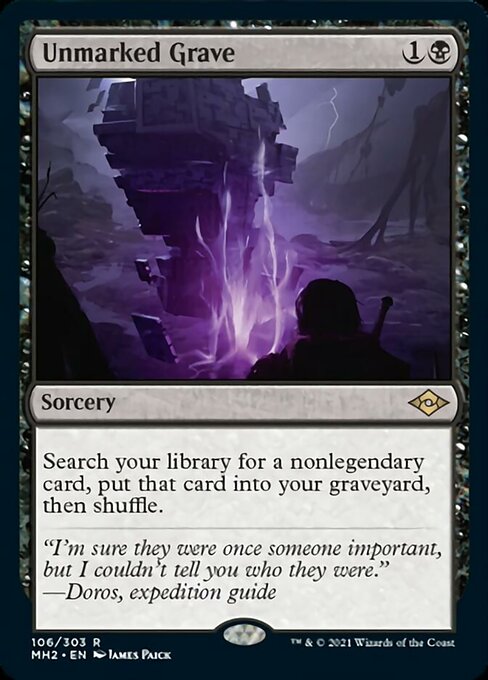 Unmarked Grave 1
Sorcery
Search your library for a nonlegendary
card, put that card into your graveyard,
then shuffle.
“I’m sure they were once someone important,
but I couldn’t tell you who they were.”
—Doros, expedition guide
106/303 R
MH2 • EN James Paick
™ & © 2021 Wizards of the Coast